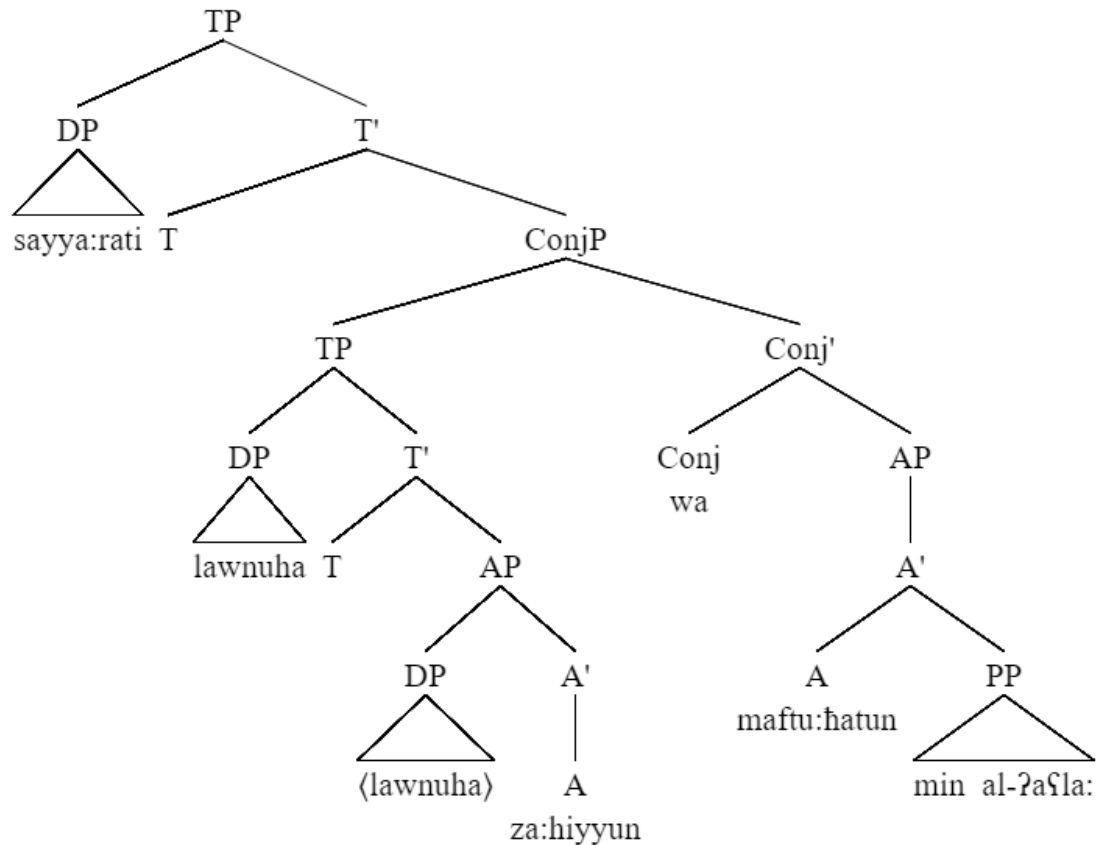 TP
DP T'
sayya:rati T ConjP
TP Conj'
DP T' Conj AP
wa
lawnuha T AP A'
DP A' A PP
maftu:ħatun
⟨lawnuha⟩ A min al-ʔaʕla:
za:hiyyun